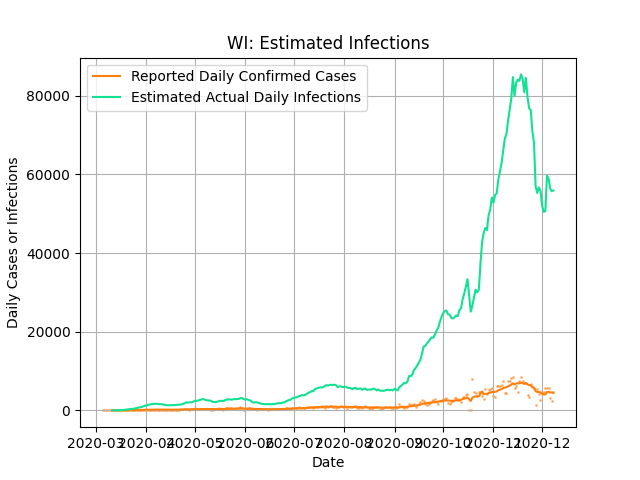 WI: Estimated Infections
Reported Daily Confirmed Cases
Estimated Actual Daily Infections
Daily Cases or Infections
80000
60000
40000
20000
0
2020-03 2020-04 2020-05 2020-06 2020-07 2020-08 2020-09 2020-10 2020-11 2020-12
Date